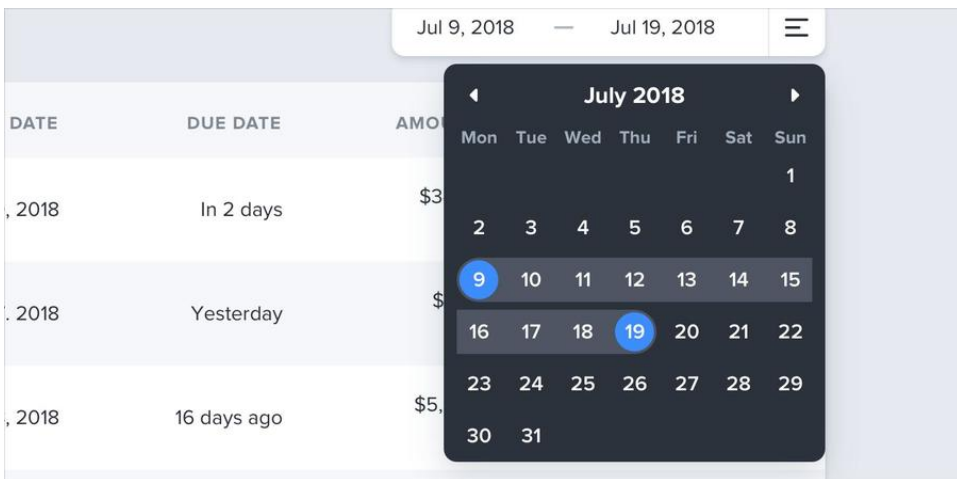 Jul 9, 2018 — Jul 19, 2018
July 2018
DATE DUE DATE AMOU
Mon Tue Wed Thu Fri Sat Sun
1
, 2018 In 2 days $3
2 3 4 5 6 7 8
9 10 11 12 13 14 15
. 2018 Yesterday $
16 17 18 19 20 21 22
23 24 25 26 27 28 29
, 2018 16 days ago $5,
30 31